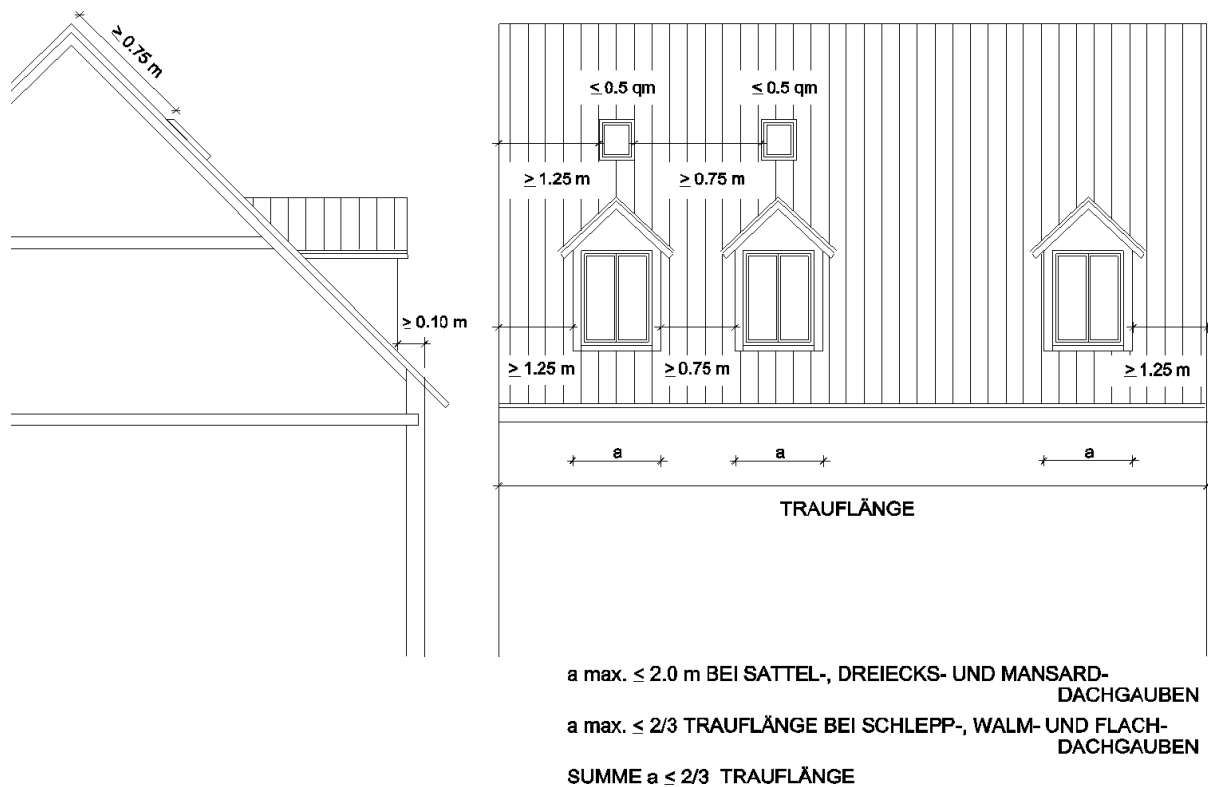 ≥ 0.75 m
≤ 0.5 qm
≤ 0.5 qm
≥ 1.25 m
≥ 0.75 m
≥ 0.10 m
≥ 1.25 m
≥ 0.75 m
≥ 1.25 m
a
a
a
TRAUFLÄNGE
a max. ≤ 2.0 m BEI SATTEL-, DREIECKS- UND MANSARD-
DACHGAUBEN
a max. ≤ 2/3 TRAUFLÄNGE BEI SCHLEPP-, WALM- UND FLACH-
DACHGAUBEN
SUMME a ≤ 2/3 TRAUFLÄNGE